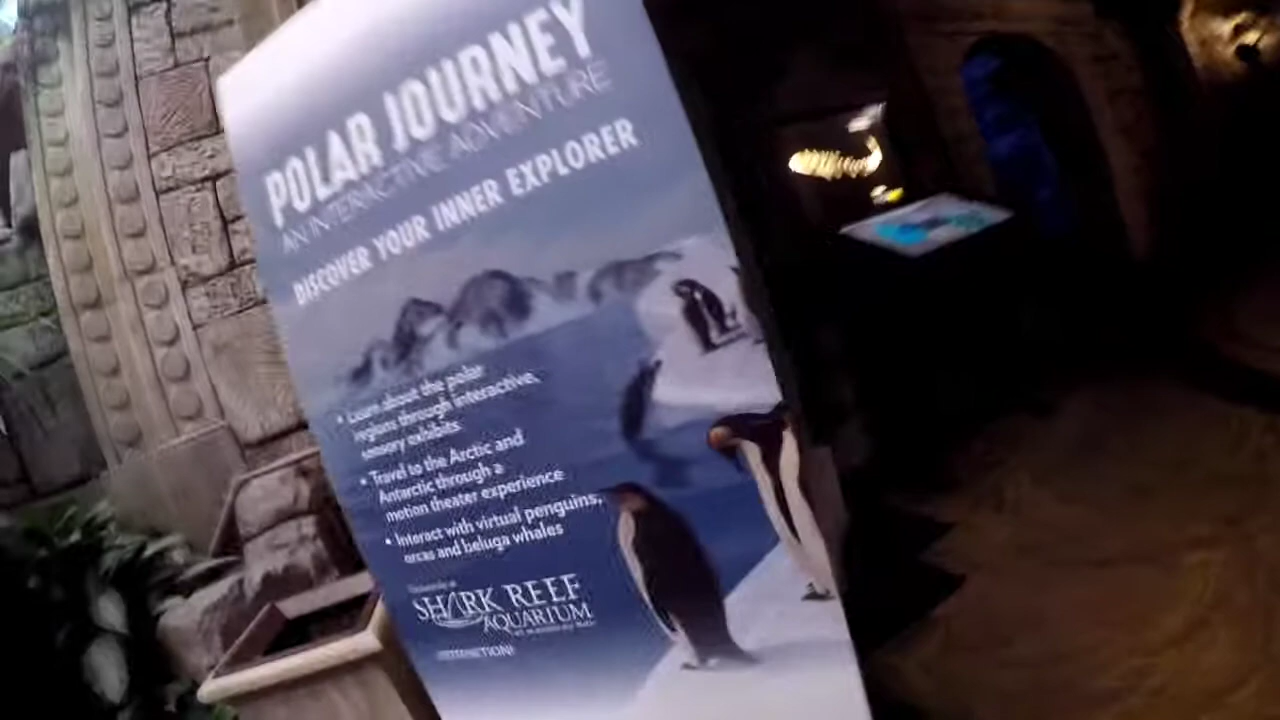 POLAR JOURNEY
AN INTERACTIVE ADVENTURE
DISCOVER YOUR INNER EXPLORER
• Learn about the polar
regions through interactive,
sensory exhibits
• Travel to the Arctic and
Antarctic through a
motion theater experience
• Interact with virtual penguins,
orcas and beluga whales
SHARK REEF
AQUARIUM